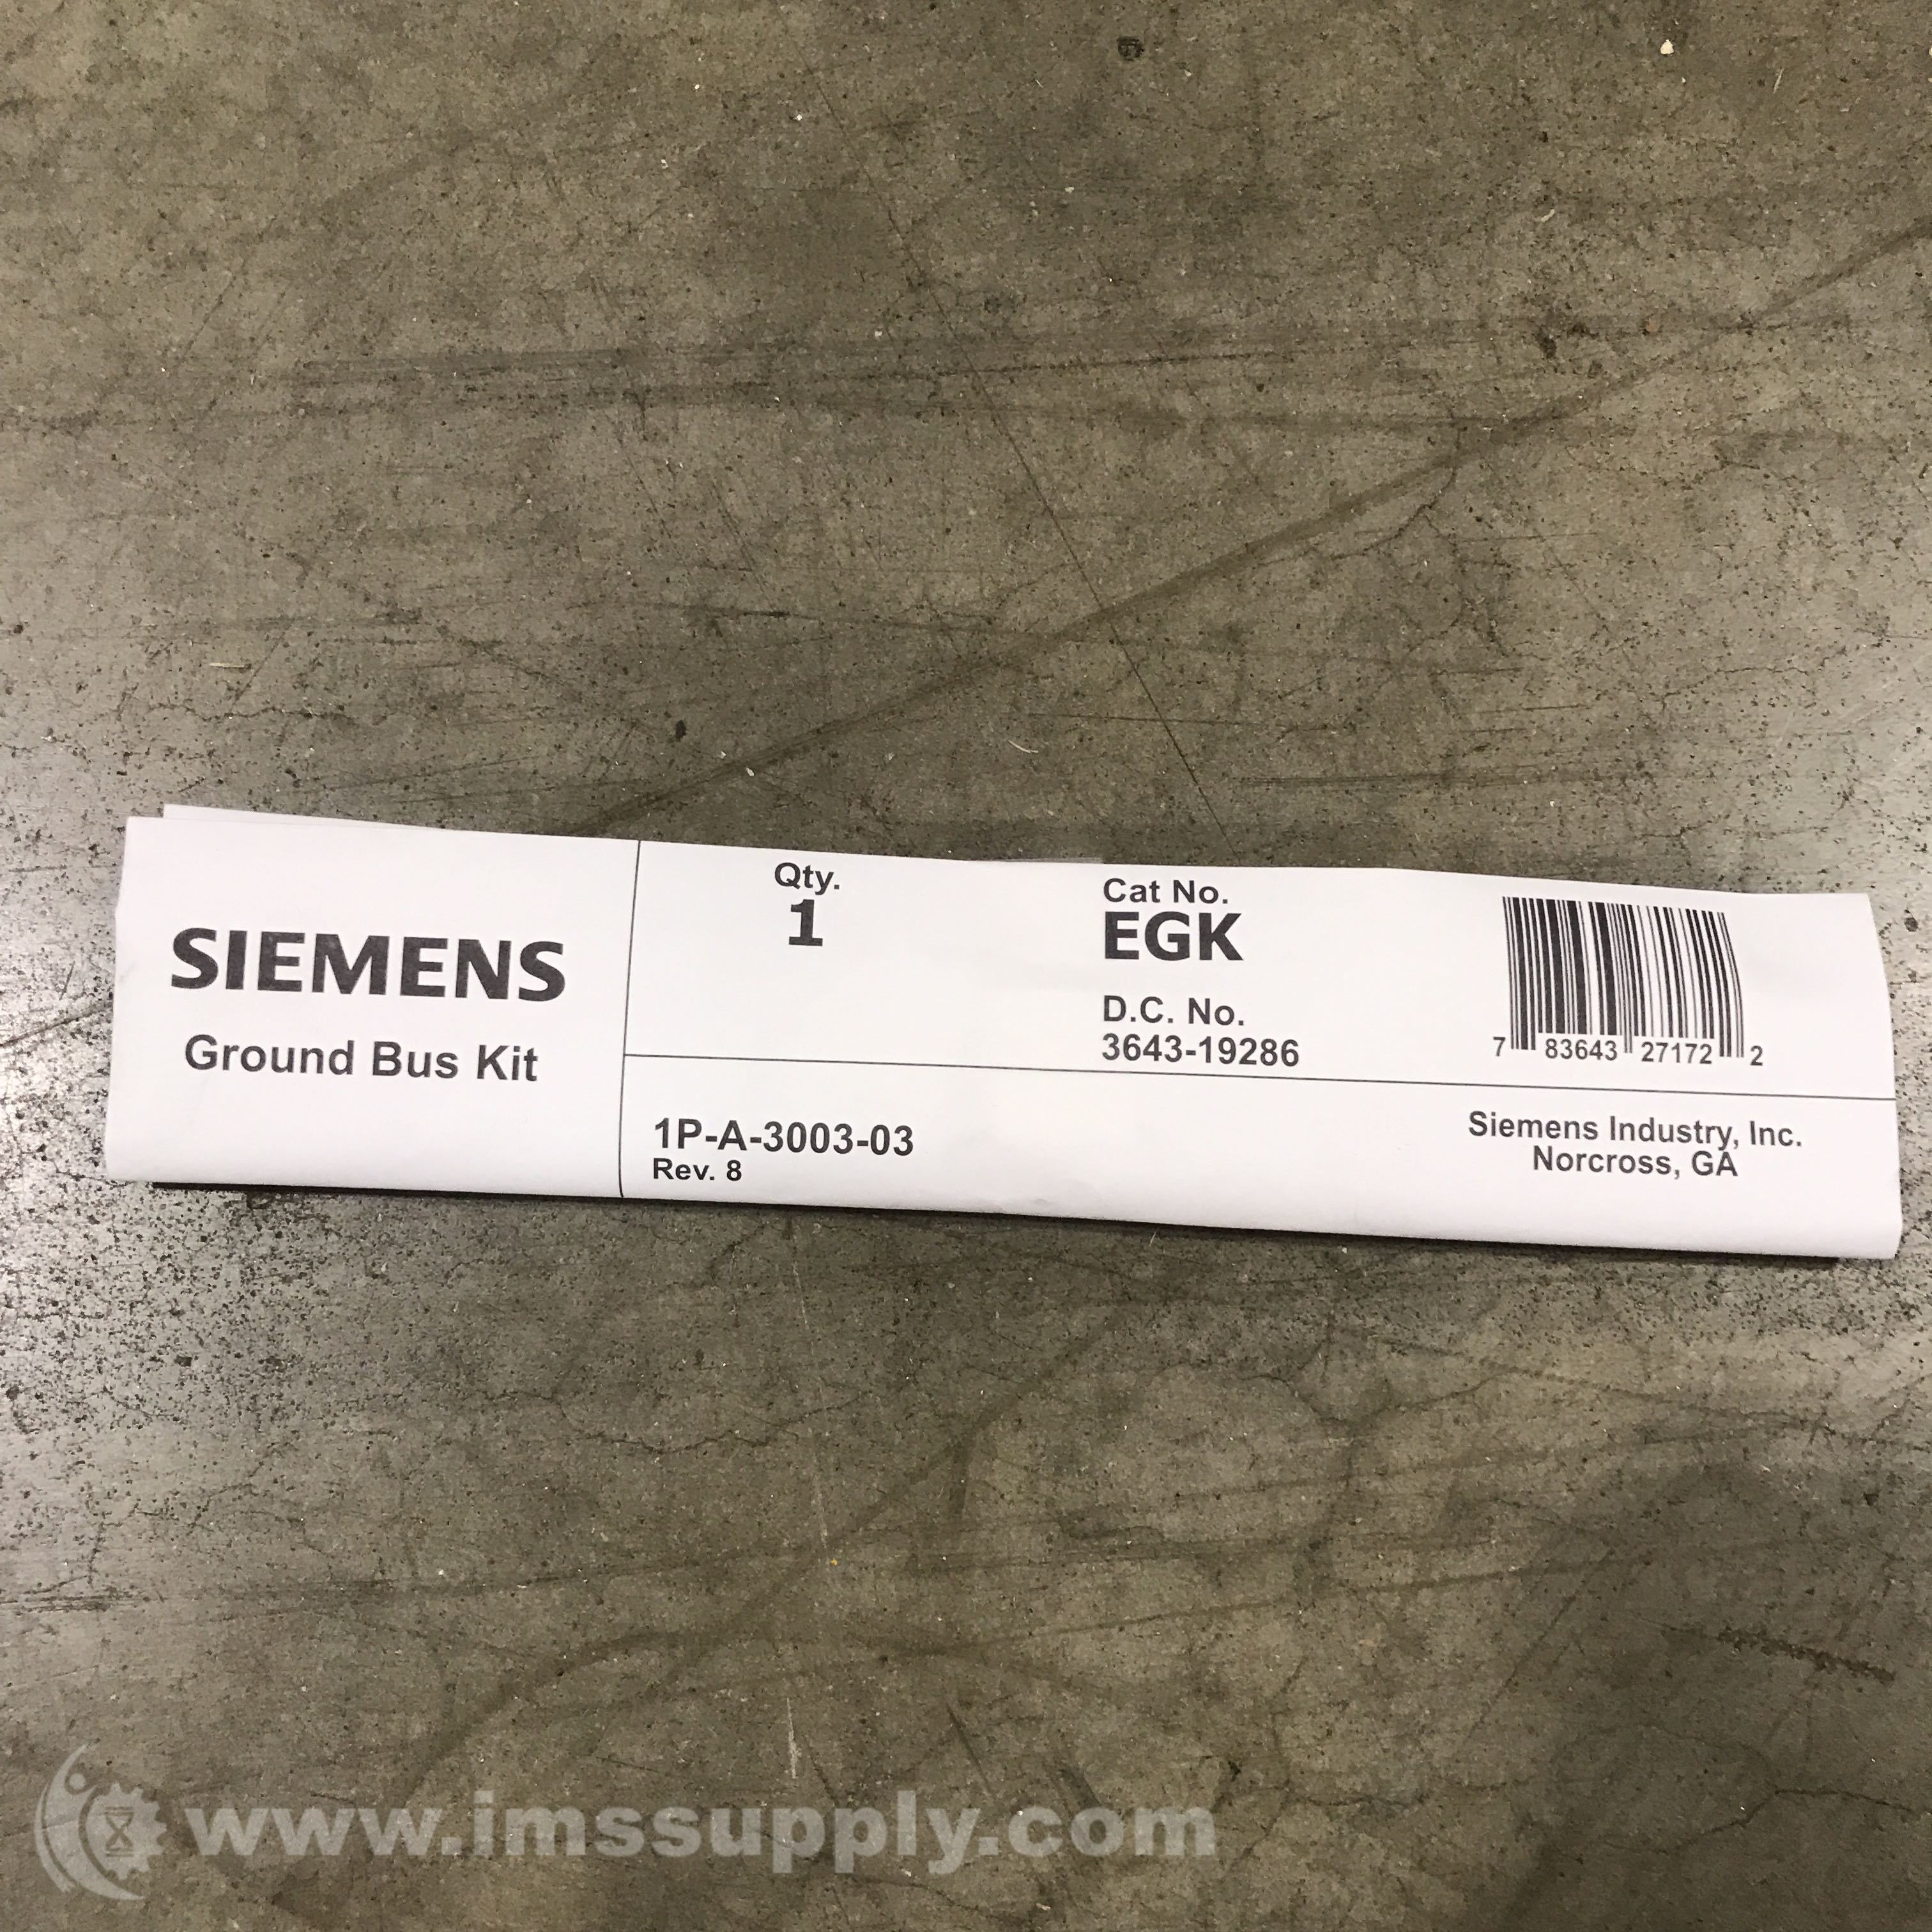 SIEMENS
Ground Bus Kit
Qty.
1
Cat No.
EGK
D.C. No.
3643-19286
7 83643 27172 2
1P-A-3003-03
Rev. 8
Siemens Industry, Inc.
Norcross, GA
www.imssupply.com